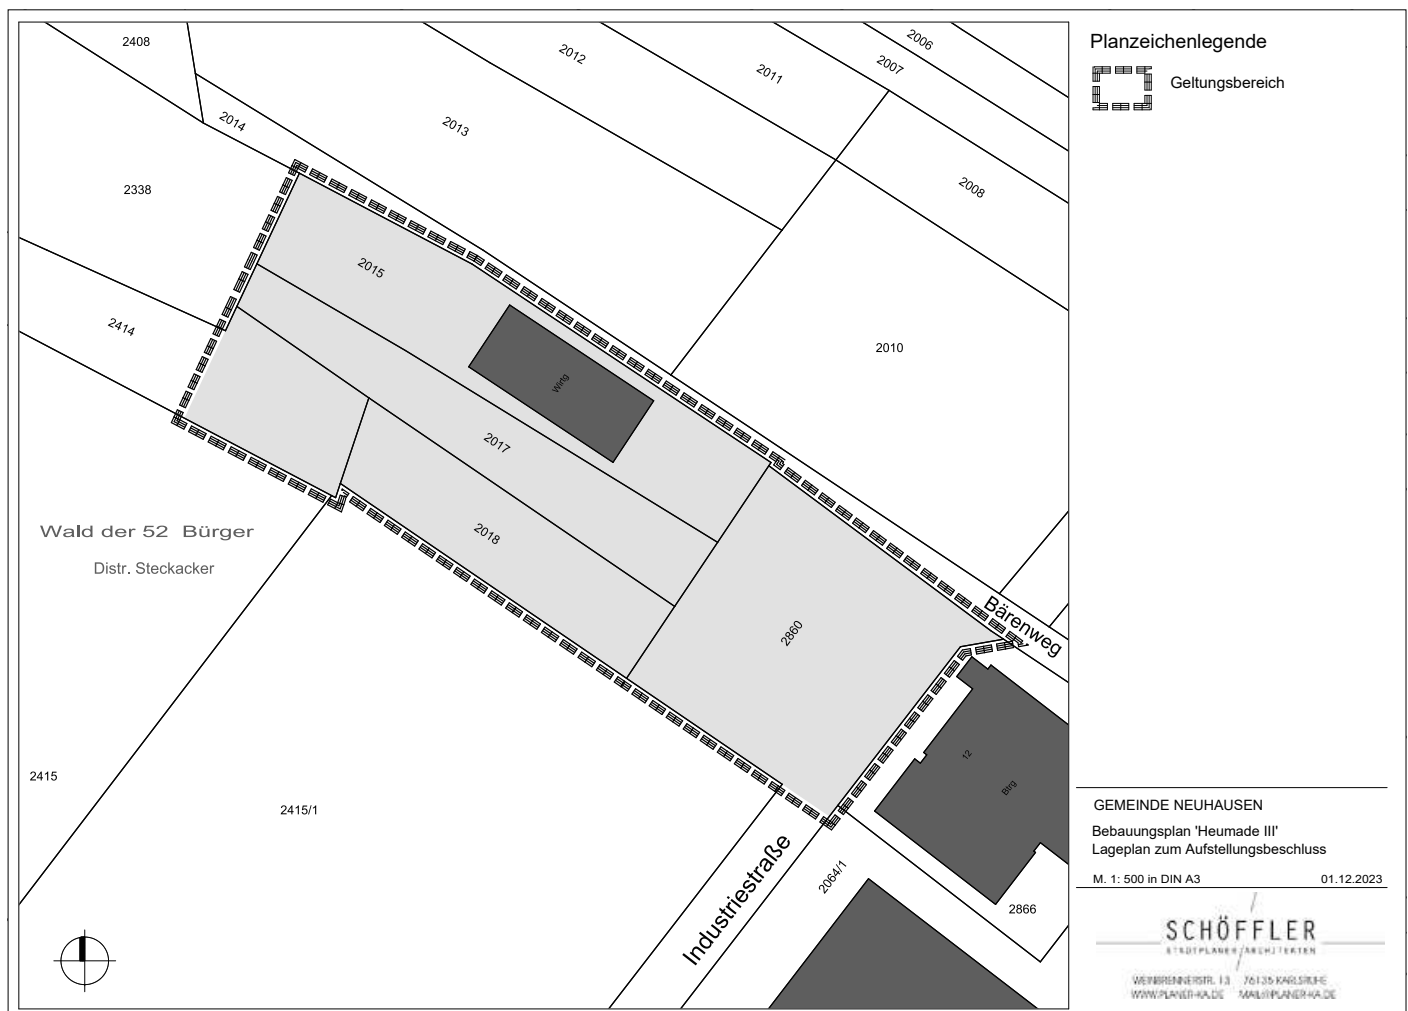 2408
2012
2011
2006
2007
2014
2013
2008
2338
2015
2414
2010
Wirtg
2017
2018
Wald der 52 Bürger
Distr. Steckacker
Bärenweg
2860
2415
2415/1
12
Btrg
Industriestraße
2064/1
2866
Planzeichenlegende
Geltungsbereich
GEMEINDE NEUHAUSEN
Bebauungsplan 'Heumade III'
Lageplan zum Aufstellungsbeschluss
M. 1: 500 in DIN A3 01.12.2023
SCHÖFFLER
STADTPLANER/ARCHITEKTEN
WEINBRENNERSTR. 13 76135 KARLSRUHE
WWW.PLANER-KA.DE MAIL@PLANER-KA.DE